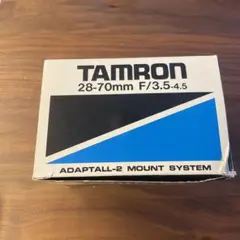 TAMRON
28-70mm F/3.5-4.5
ADAPTALL-2 MOUNT SYSTEM